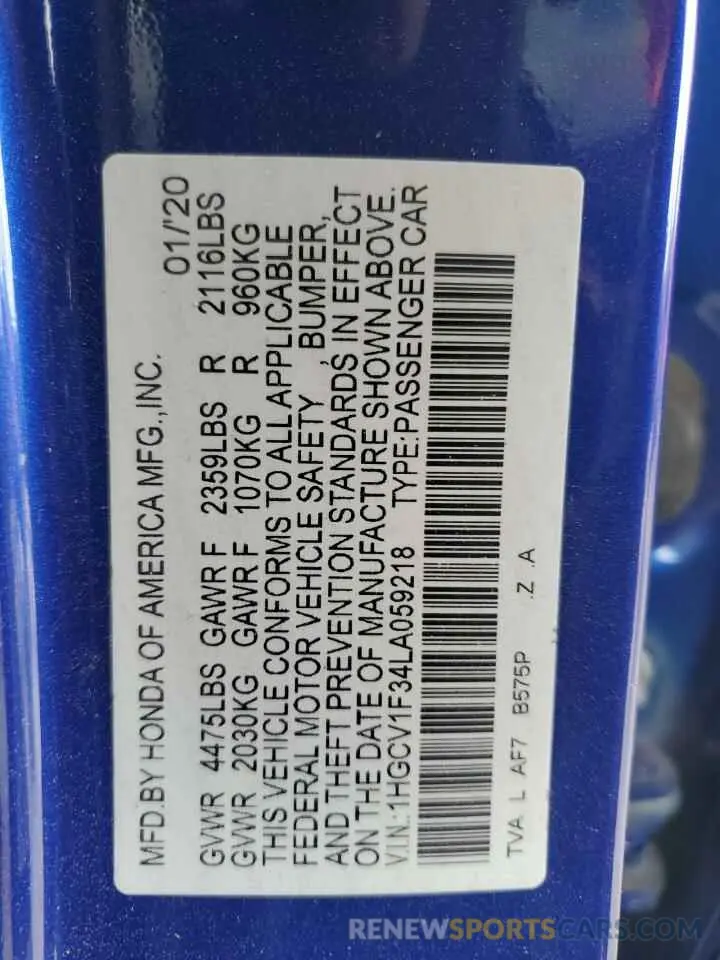 MFD.BY HONDA OF AMERICA MFG.,INC. 01/'20
GVWR 4475LBS GAWR F 2359LBS R 2116LBS
GVWR 2030KG GAWR F 1070KG R 960KG
THIS VEHICLE CONFORMS TO ALL APPLICABLE
FEDERAL MOTOR VEHICLE SAFETY , BUMPER,
AND THEFT PREVENTION STANDARDS IN EFFECT
ON THE DATE OF MANUFACTURE SHOWN ABOVE.
V.I.N.:1HGCV1F34LA059218 TYPE:PASSENGER CAR
TVA L AF7 B575P .Z .A
RENEWSPORTSCARS.COM